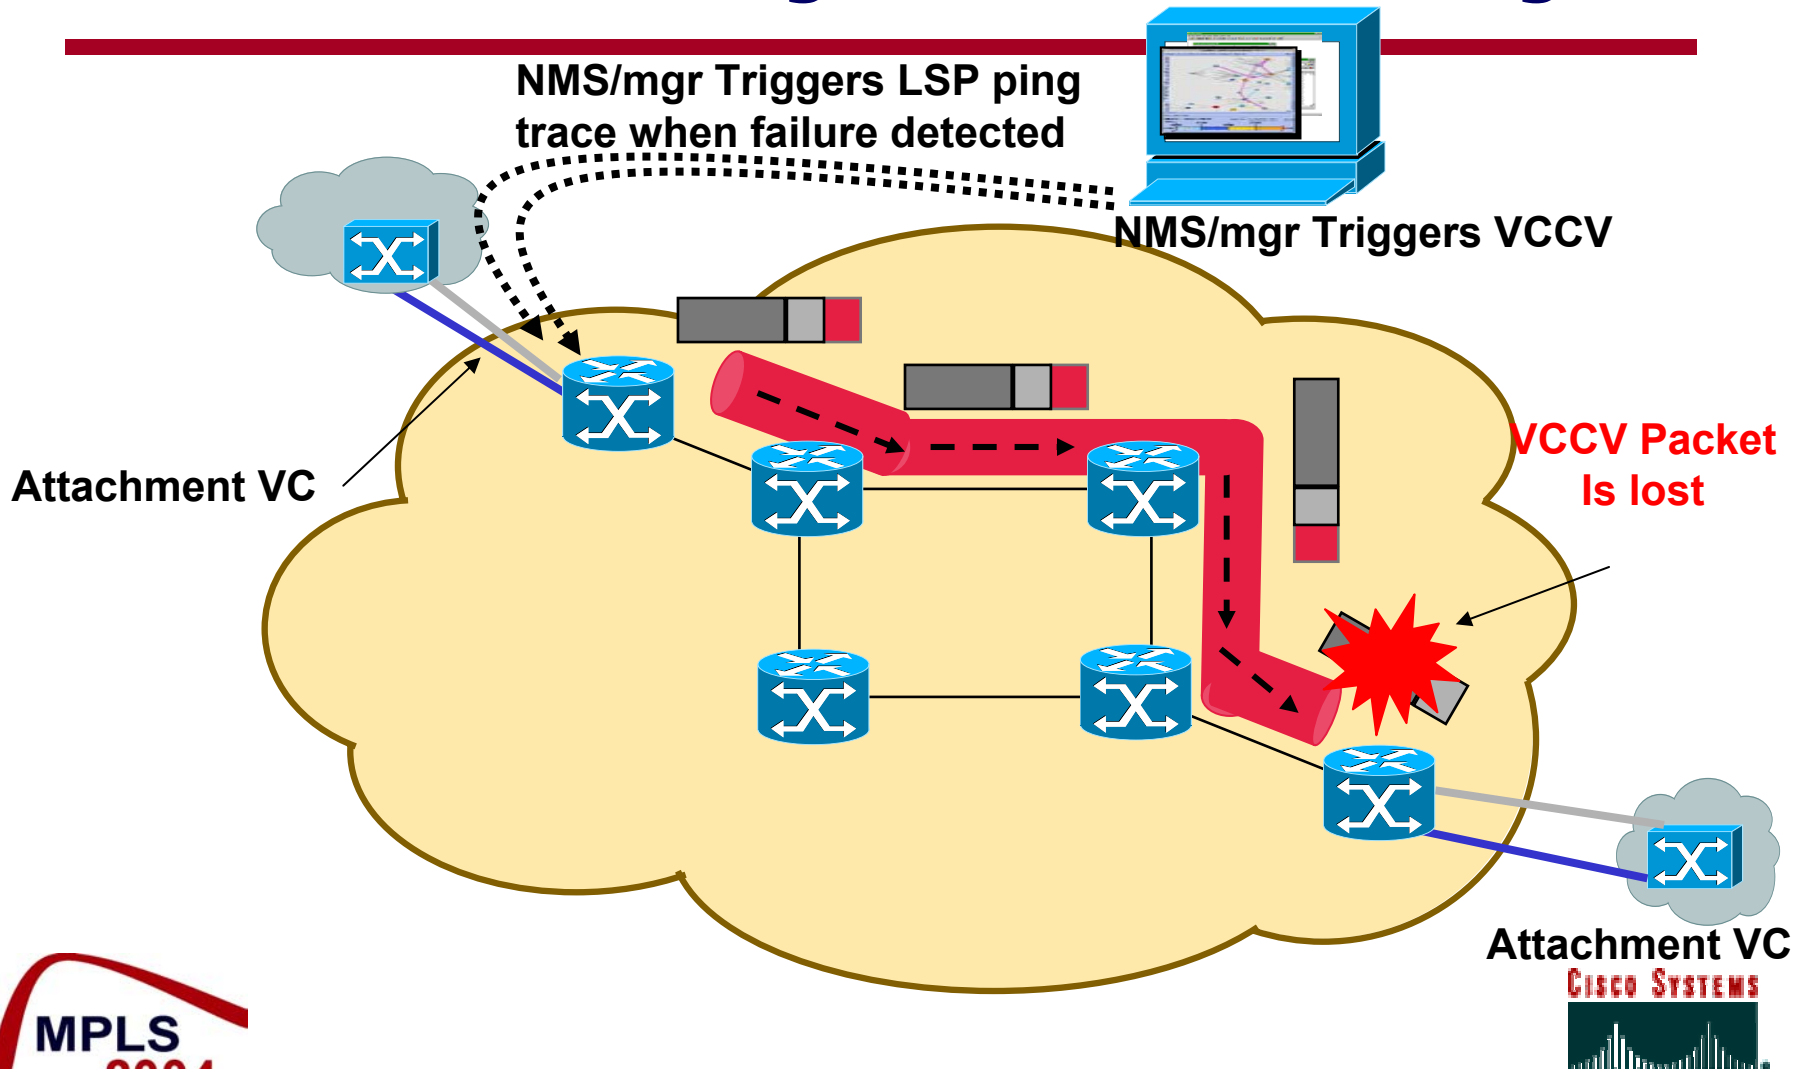 NMS/mgr Triggers LSP ping
trace when failure detected
NMS/mgr Triggers VCCV
VCCV Packet
Is lost
Attachment VC
Attachment VC
CISCO SYSTEMS
MPLS
2004